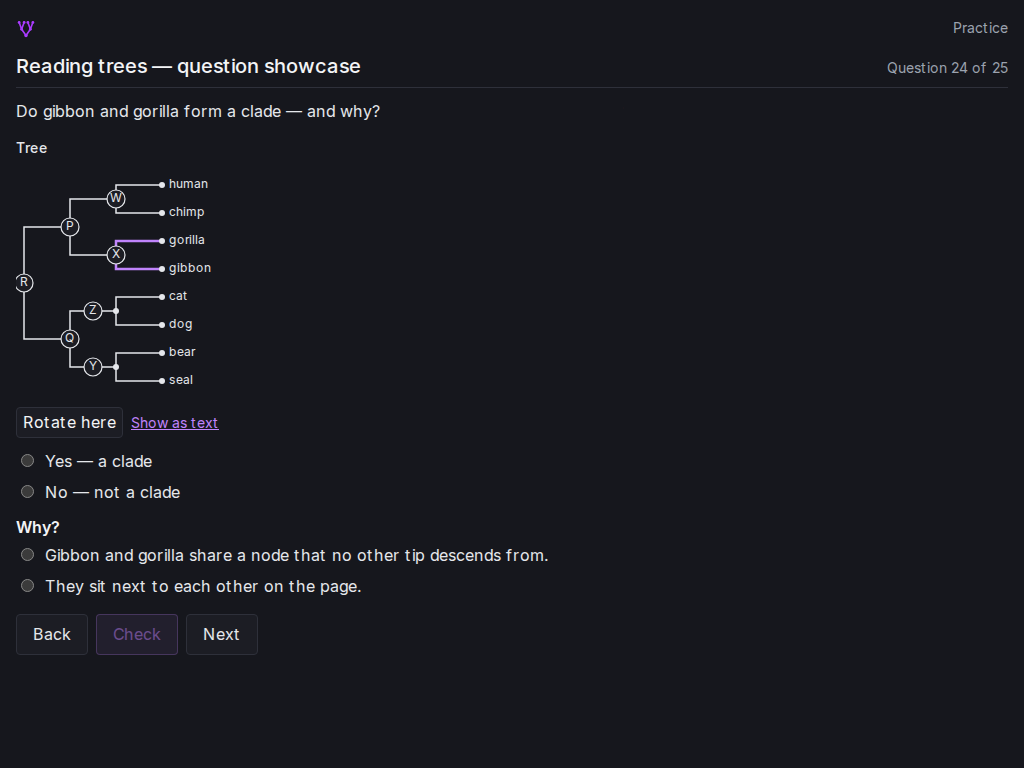 Practice
Reading trees — question showcase
Question 24 of 25
Do gibbon and gorilla form a clade — and why?
Tree
human
W
chimp
P
gorilla
X
gibbon
R
cat
Z
dog
Q
bear
Y
seal
Rotate here
Show as text
Yes — a clade
No — not a clade
Why?
Gibbon and gorilla share a node that no other tip descends from.
They sit next to each other on the page.
Back
Check
Next